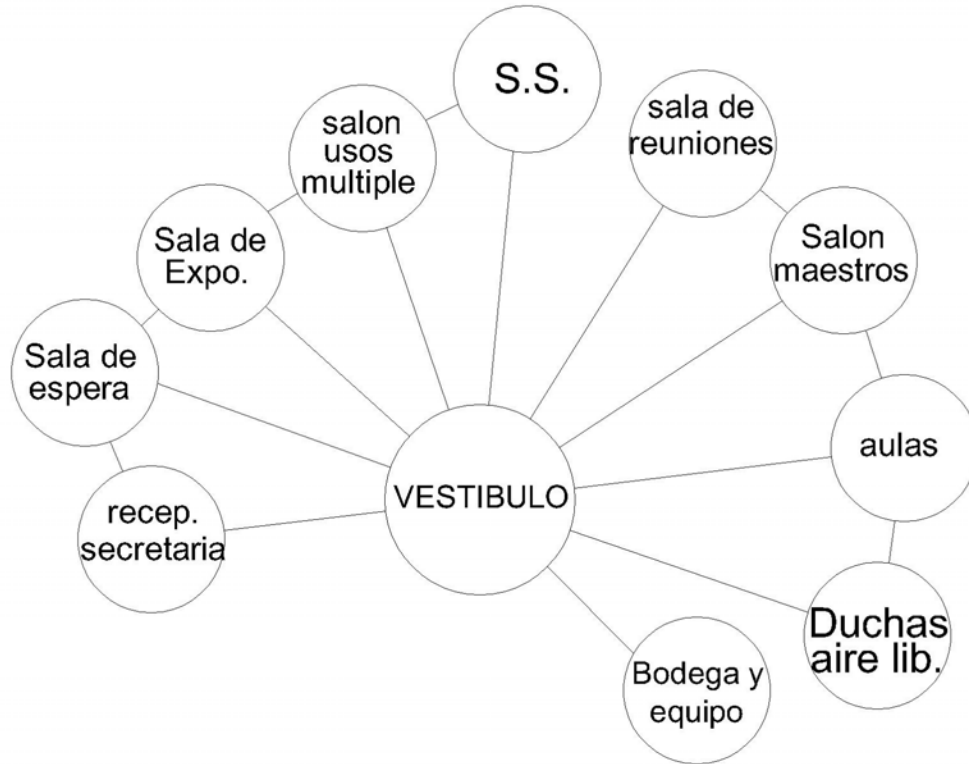 S.S.
sala de
reuniones
salon
usos
multiple
Sala de
Expo.
Salon
maestros
Sala de
espera
aulas
VESTIBULO
recep.
secretaria
Duchas
aire lib.
Bodega y
equipo